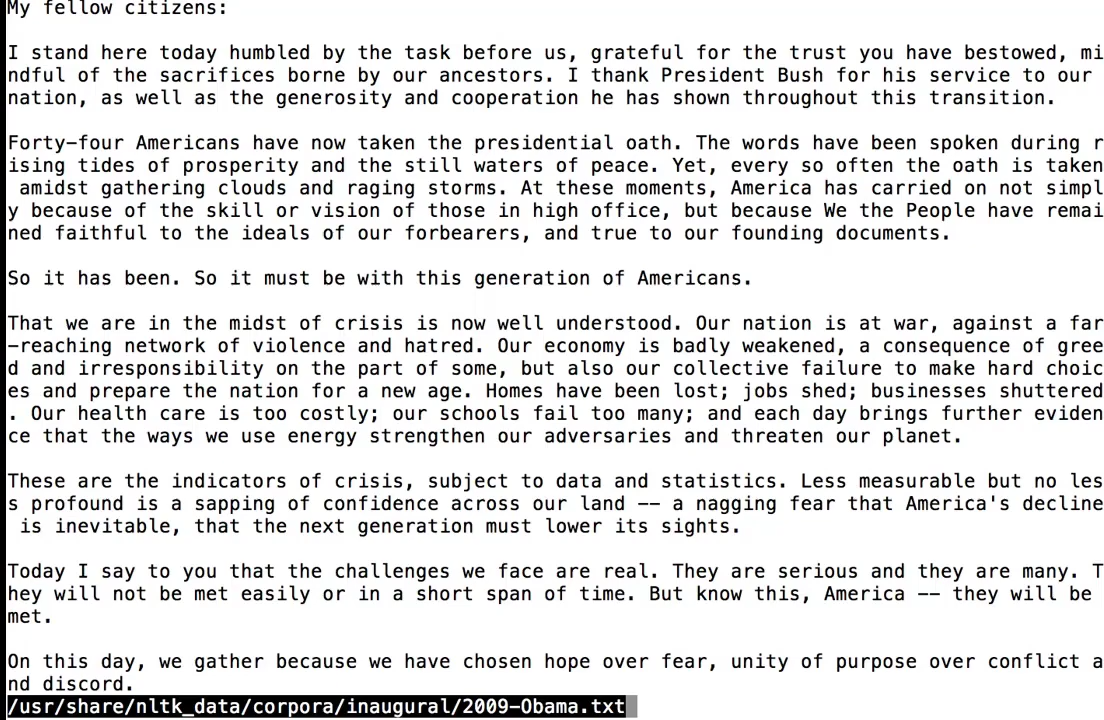 My fellow citizens:
I stand here today humbled by the task before us, grateful for the trust you have bestowed, mi
ndful of the sacrifices borne by our ancestors. I thank President Bush for his service to our
nation, as well as the generosity and cooperation he has shown throughout this transition.
Forty-four Americans have now taken the presidential oath. The words have been spoken during r
ising tides of prosperity and the still waters of peace. Yet, every so often the oath is taken
amidst gathering clouds and raging storms. At these moments, America has carried on not simpl
y because of the skill or vision of those in high office, but because We the People have remai
ned faithful to the ideals of our forbearers, and true to our founding documents.
So it has been. So it must be with this generation of Americans.
That we are in the midst of crisis is now well understood. Our nation is at war, against a far
-reaching network of violence and hatred. Our economy is badly weakened, a consequence of gree
d and irresponsibility on the part of some, but also our collective failure to make hard choic
es and prepare the nation for a new age. Homes have been lost; jobs shed; businesses shuttered
. Our health care is too costly; our schools fail too many; and each day brings further eviden
ce that the ways we use energy strengthen our adversaries and threaten our planet.
These are the indicators of crisis, subject to data and statistics. Less measurable but no les
s profound is a sapping of confidence across our land -- a nagging fear that America's decline
is inevitable, that the next generation must lower its sights.
Today I say to you that the challenges we face are real. They are serious and they are many. T
hey will not be met easily or in a short span of time. But know this, America -- they will be
met.
On this day, we gather because we have chosen hope over fear, unity of purpose over conflict a
nd discord.
/usr/share/nltk_data/corpora/inaugural/2009-Obama.txt